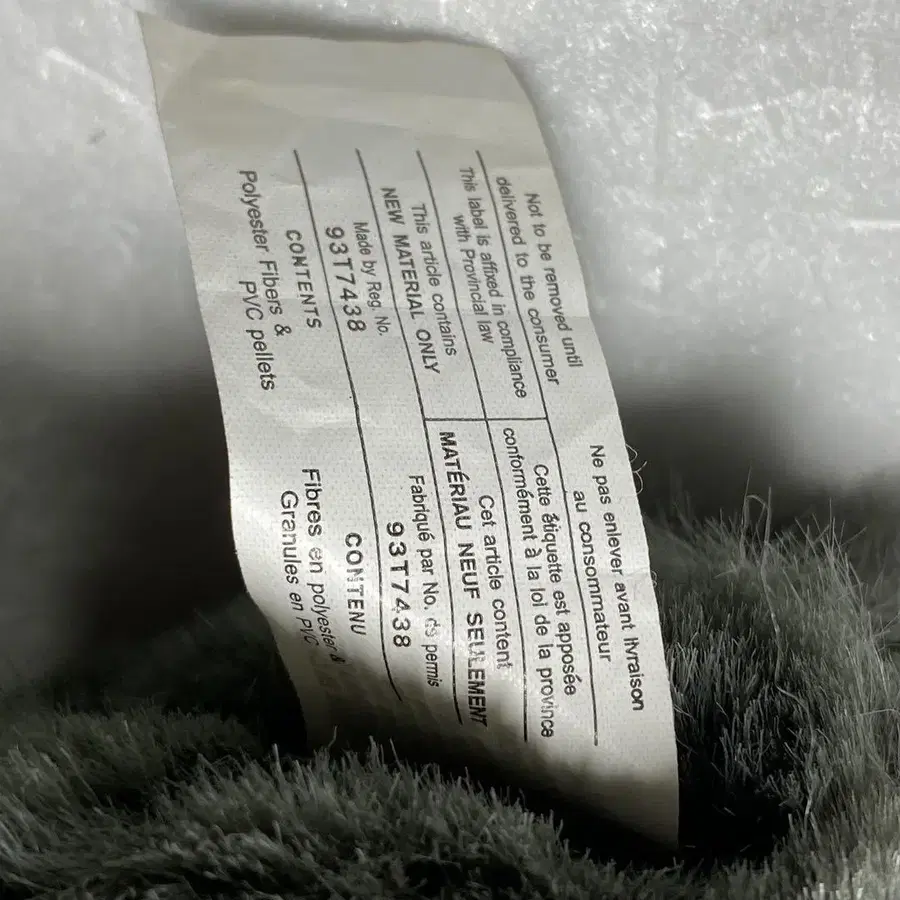 Not to be removed until
delivered to the consumer
This label is affixed in compliance
with Provincial law
This article contains
NEW MATERIAL ONLY
Made by Reg. No.
93T7438
CONTENTS
Polyester Fibers &
PVC pellets
Ne pas enlever avant livraison
au consommateur
Cette étiquette est apposée
conformément à la loi de la province
Cet article content
MATÉRIAU NEUF SEULEMENT
Fabriqué par No. de permis
93T7438
CONTENU
Fibres en polyester &
Granules en PVC